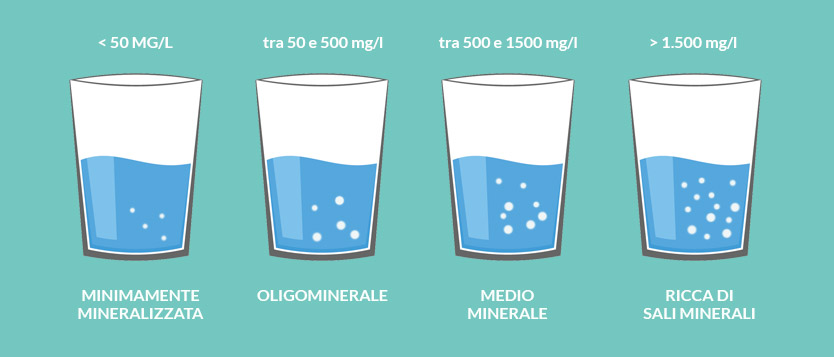 < 50 MG/L
tra 50 e 500 mg/l
tra 500 e 1500 mg/l
> 1.500 mg/l
MINIMAMENTE
MINERALIZZATA
OLIGOMINERALE
MEDIO
MINERALE
RICCA DI
SALI MINERALI